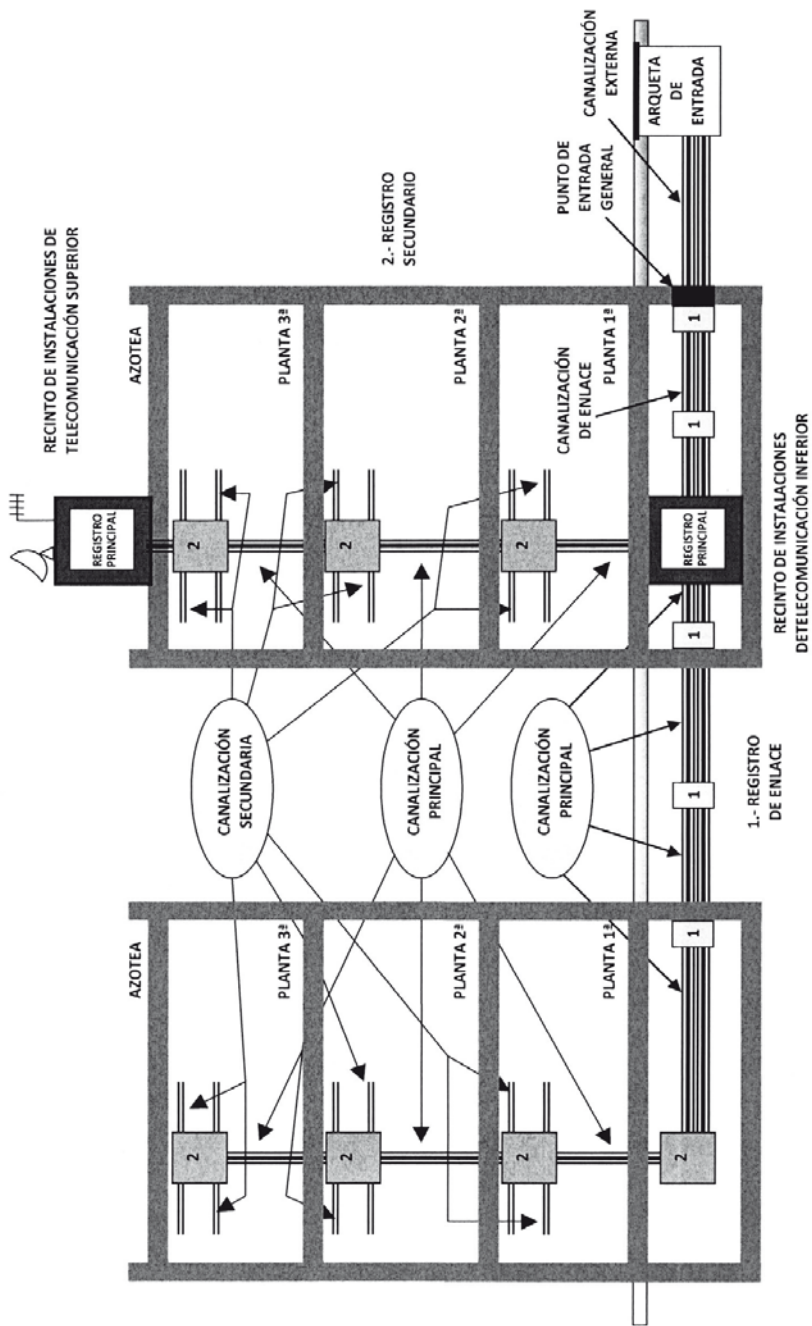 RECINTO DE INSTALACIONES DE
TELECOMUNICACIÓN SUPERIOR
REGISTRO
PRINCIPAL
AZOTEA
AZOTEA
2
2
PLANTA 3ª
PLANTA 3ª
CANALIZACIÓN
SECUNDARIA
2.- REGISTRO
SECUNDARIO
2
2
PLANTA 2ª
PLANTA 2ª
CANALIZACIÓN
PRINCIPAL
2
2
PLANTA 1ª
PLANTA 1ª
CANALIZACIÓN
DE ENLACE
PUNTO DE
ENTRADA
GENERAL
CANALIZACIÓN
EXTERNA
CANALIZACIÓN
PRINCIPAL
2
1
1
1
REGISTRO
PRINCIPAL
1
1
ARQUETA
DE
ENTRADA
1.- REGISTRO
DE ENLACE
RECINTO DE INSTALACIONES
DETELECOMUNICACIÓN INFERIOR